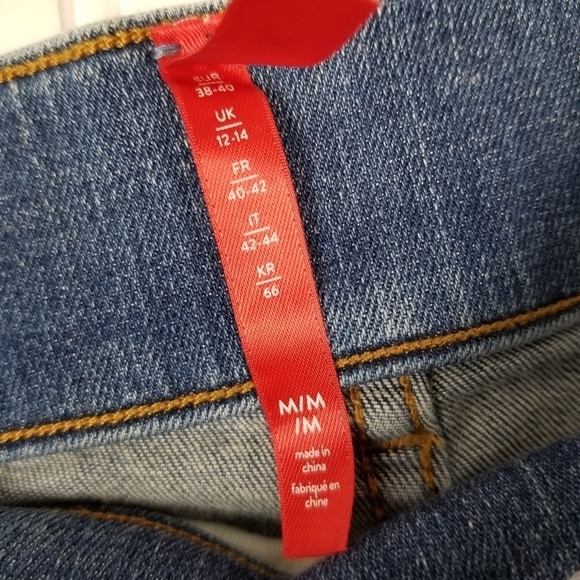 EUR
38-40
UK
12-14
FR
40-42
IT
42-44
KR
66
M/M
/M
made in
china
fabriqué en
chine